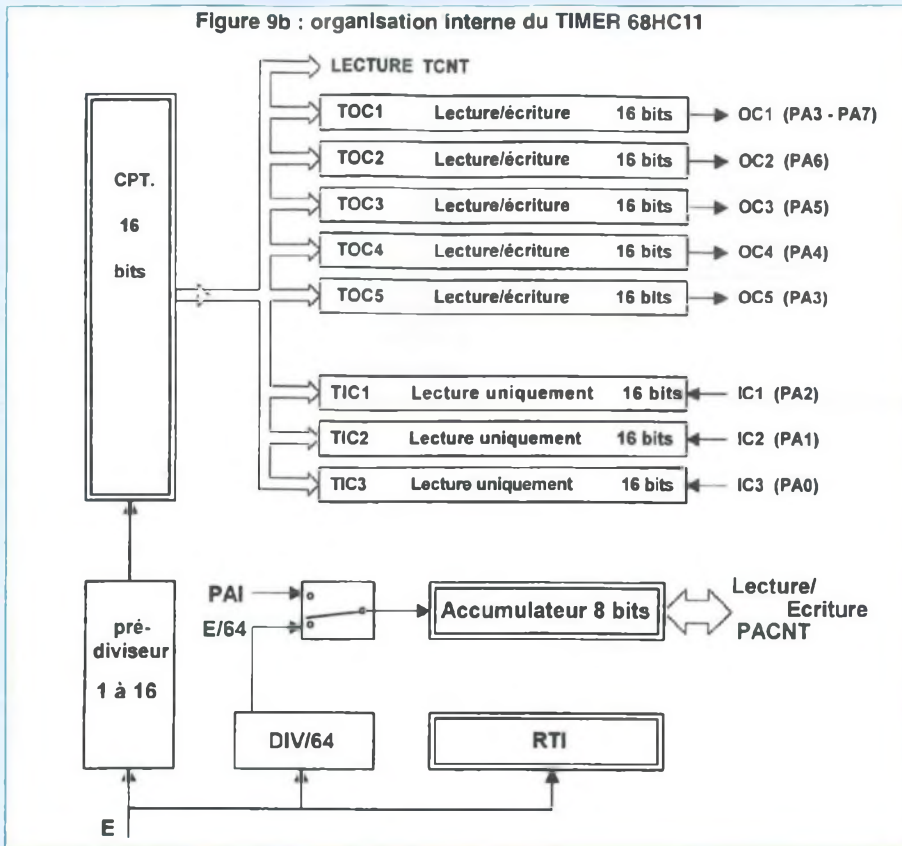 Figure 9b : organisation interne du TIMER 68HC11
LECTURE TCNT
CPT.
16
bits
TOC1 Lecture/écriture 16 bits OC1 (PA3 - PA7)
TOC2 Lecture/écriture 16 bits OC2 (PA6)
TOC3 Lecture/écriture 16 bits OC3 (PA5)
TOC4 Lecture/écriture 16 bits OC4 (PA4)
TOC5 Lecture/écriture 16 bits OC5 (PA3)
TIC1 Lecture uniquement 16 bits IC1 (PA2)
TIC2 Lecture uniquement 16 bits IC2 (PA1)
TIC3 Lecture uniquement 16 bits IC3 (PA0)
pré-
diviseur
1 à 16
PAI
E/64
Accumulateur 8 bits
Lecture/
Ecriture
PACNT
DIV/64
RTI
E